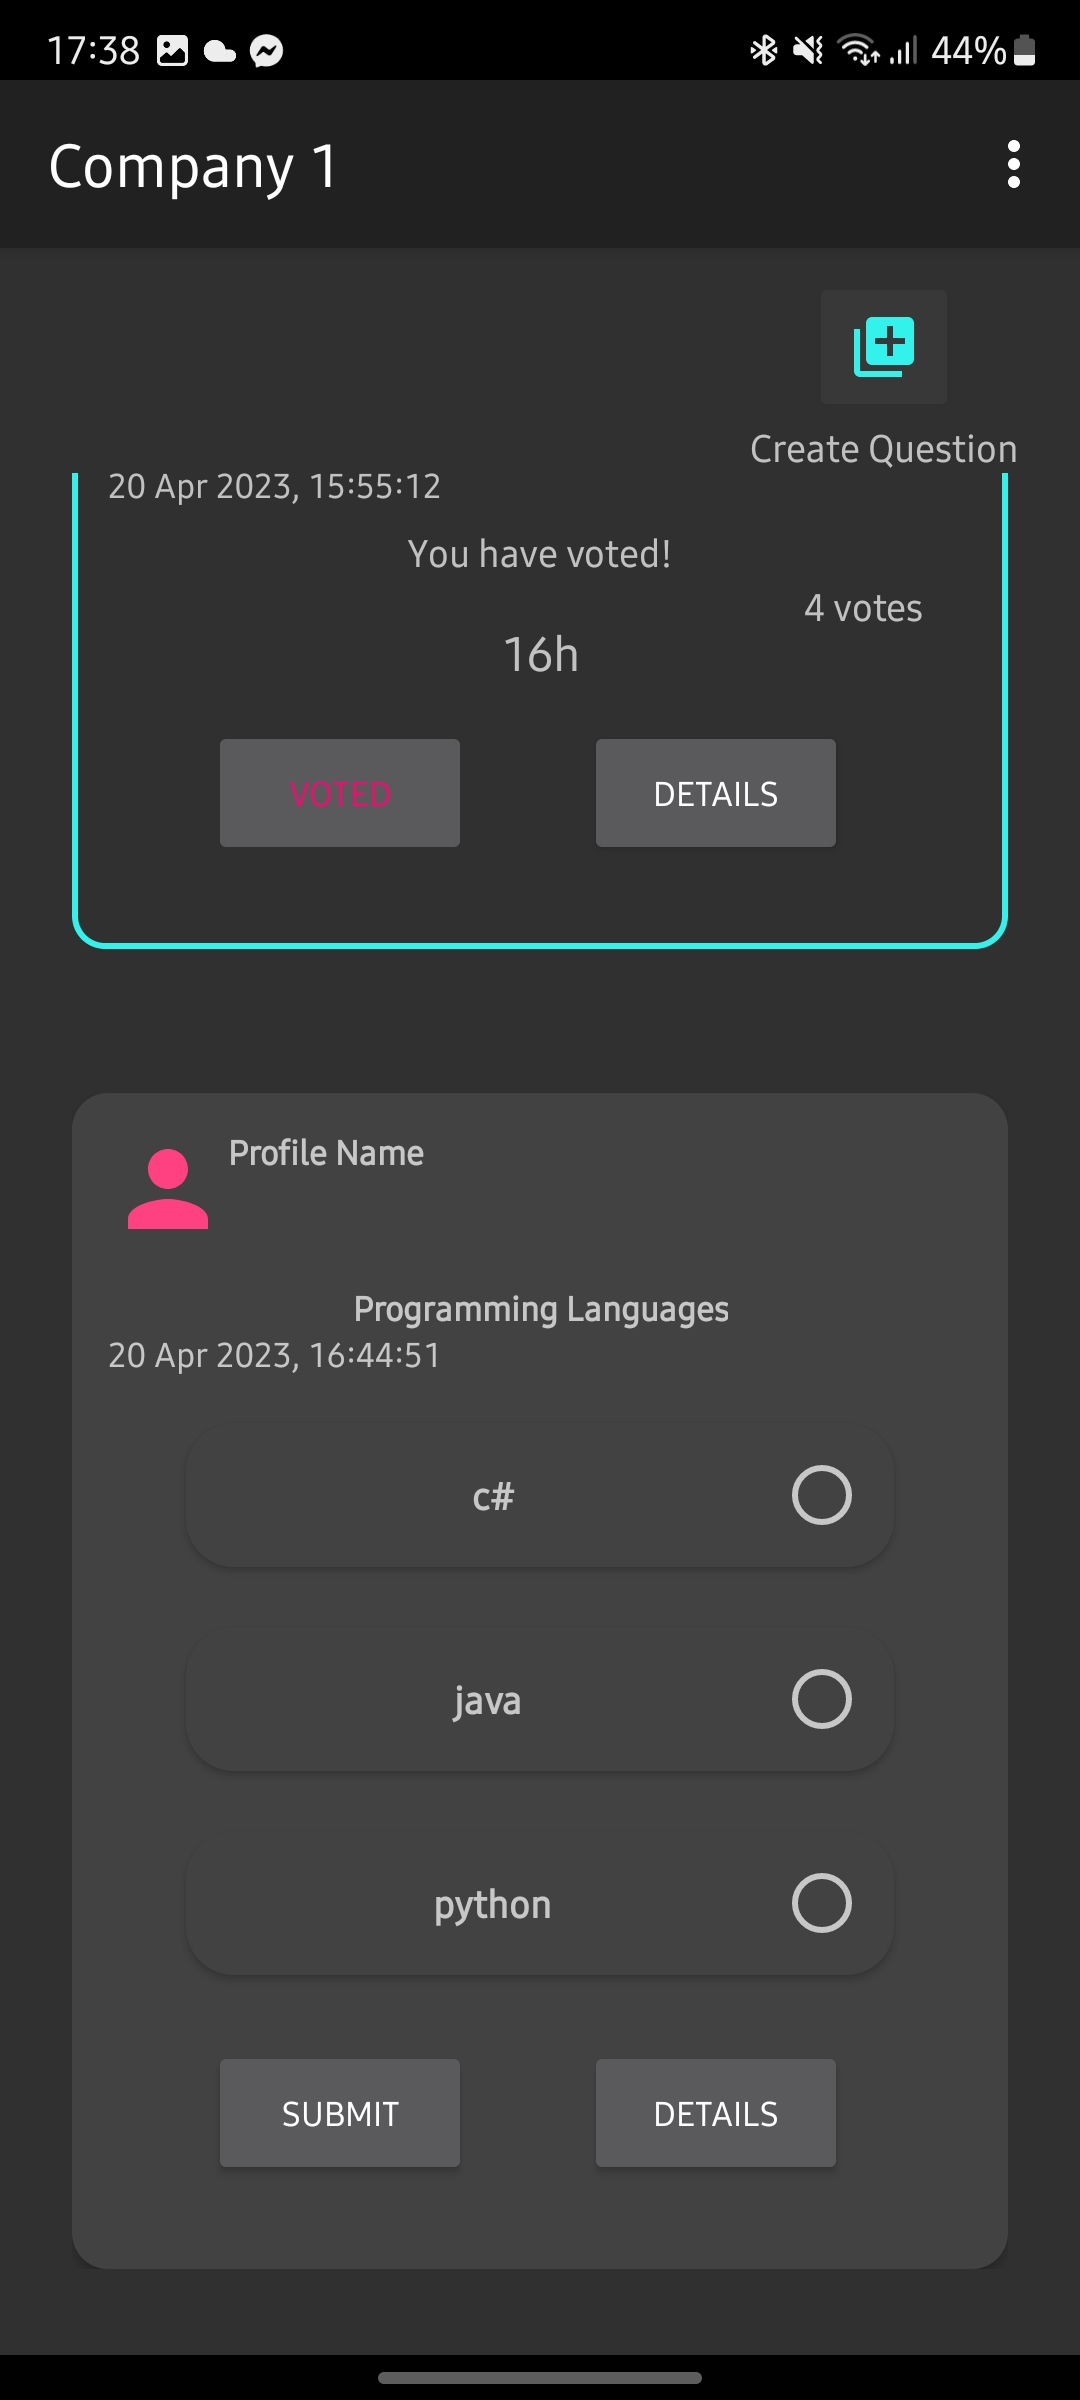 17:38 44%
Company 1
Create Question
20 Apr 2023, 15:55:12
You have voted!
4 votes
16h
VOTED DETAILS
Profile Name
Programming Languages
20 Apr 2023, 16:44:51
c#
java
python
SUBMIT DETAILS